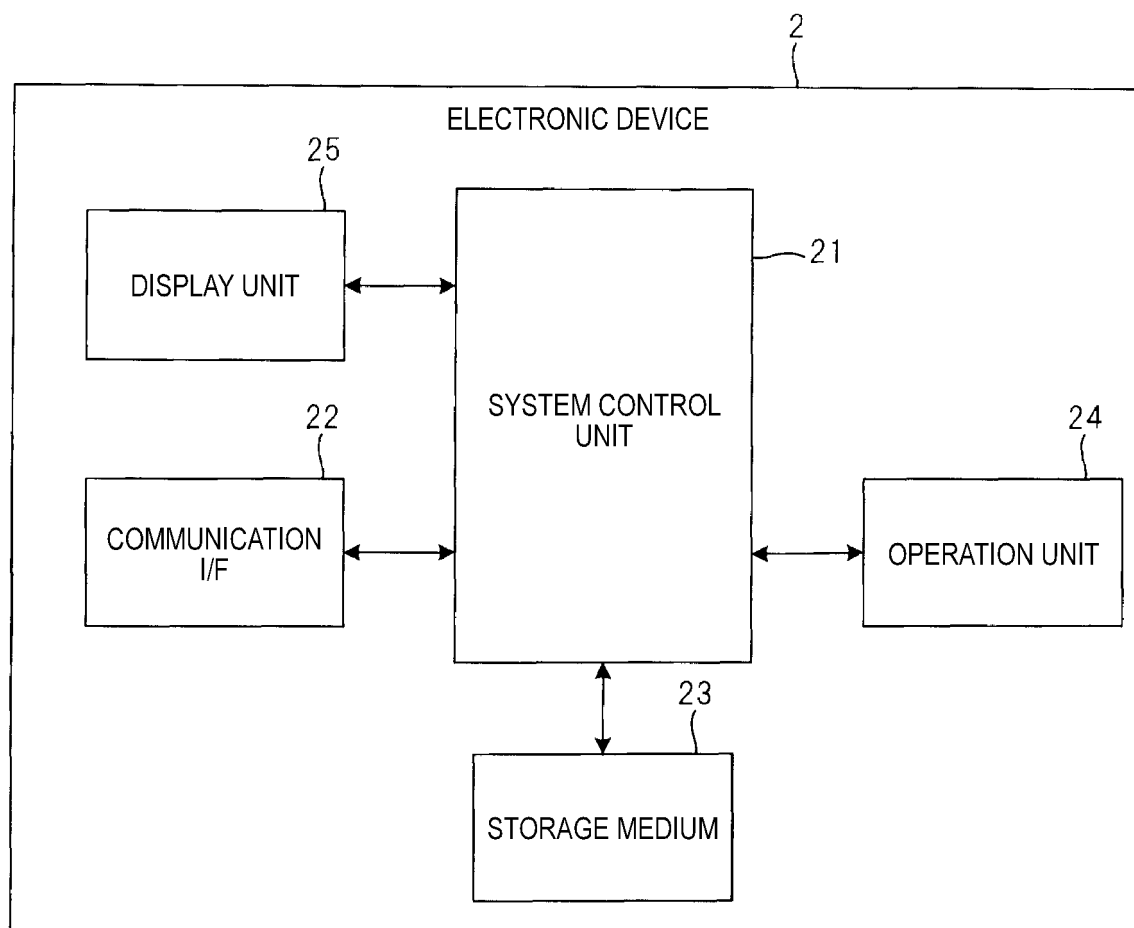 2
ELECTRONIC DEVICE
25
DISPLAY UNIT
21
SYSTEM CONTROL
UNIT
22
COMMUNICATION
I/F
24
OPERATION UNIT
23
STORAGE MEDIUM